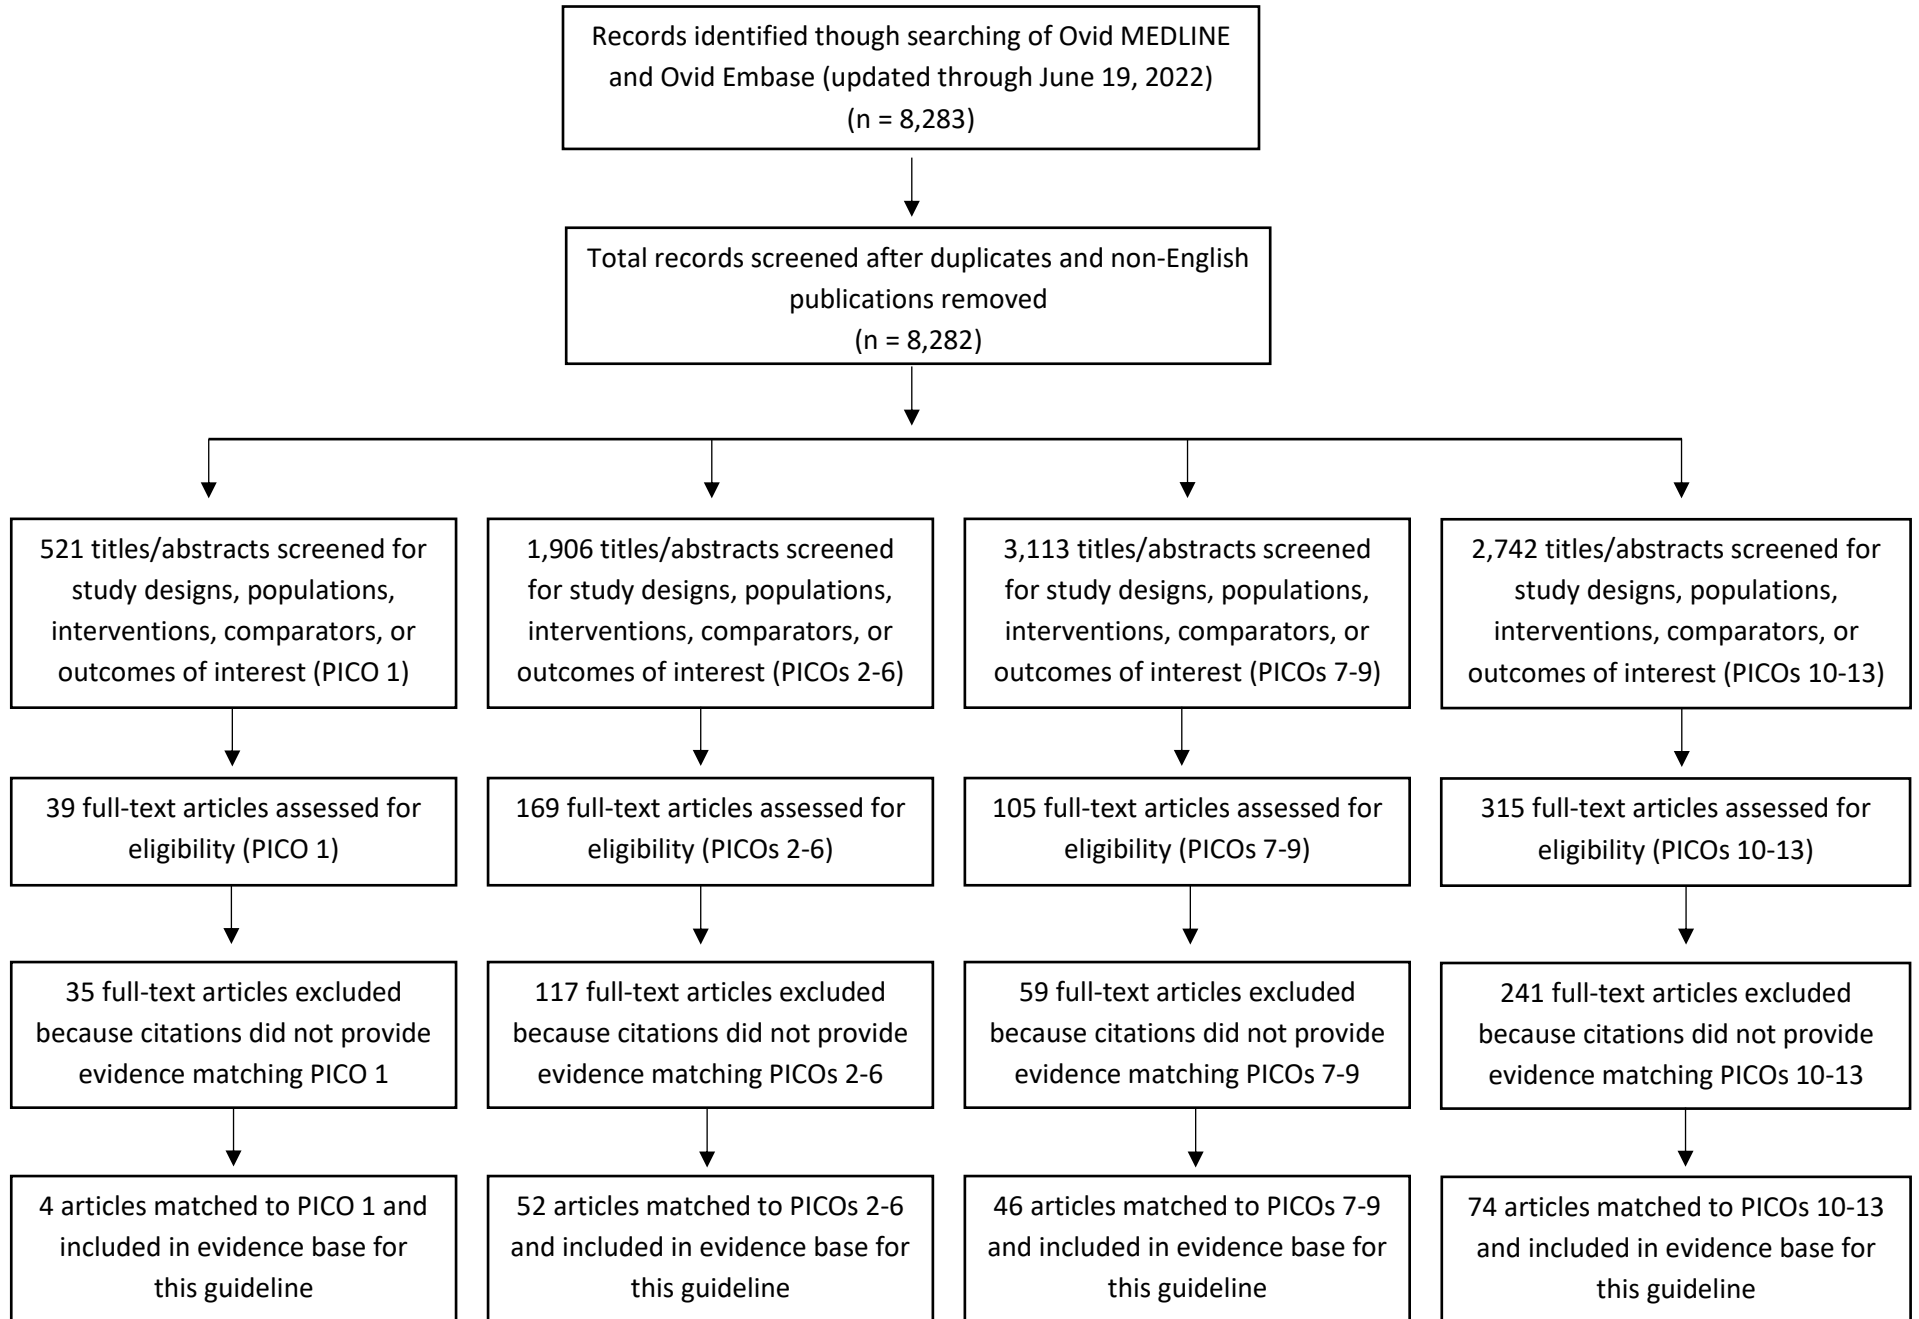 Records identified though searching of Ovid MEDLINE
and Ovid Embase (updated through June 19, 2022)
(n = 8,283)
Total records screened after duplicates and non-English
publications removed
(n = 8,282)
521 titles/abstracts screened for
study designs, populations,
interventions, comparators, or
outcomes of interest (PICO 1)
1,906 titles/abstracts screened
for study designs, populations,
interventions, comparators, or
outcomes of interest (PICOs 2-6)
3,113 titles/abstracts screened
for study designs, populations,
interventions, comparators, or
outcomes of interest (PICOs 7-9)
2,742 titles/abstracts screened for
study designs, populations,
interventions, comparators, or
outcomes of interest (PICOs 10-13)
39 full-text articles assessed for
eligibility (PICO 1)
169 full-text articles assessed for
eligibility (PICOs 2-6)
105 full-text articles assessed for
eligibility (PICOs 7-9)
315 full-text articles assessed for
eligibility (PICOs 10-13)
35 full-text articles excluded
because citations did not provide
evidence matching PICO 1
117 full-text articles excluded
because citations did not provide
evidence matching PICOs 2-6
59 full-text articles excluded
because citations did not provide
evidence matching PICOs 7-9
241 full-text articles excluded
because citations did not provide
evidence matching PICOs 10-13
4 articles matched to PICO 1 and
included in evidence base for
this guideline
52 articles matched to PICOs 2-6
and included in evidence base for
this guideline
46 articles matched to PICOs 7-9
and included in evidence base for
this guideline
74 articles matched to PICOs 10-13
and included in evidence base for
this guideline